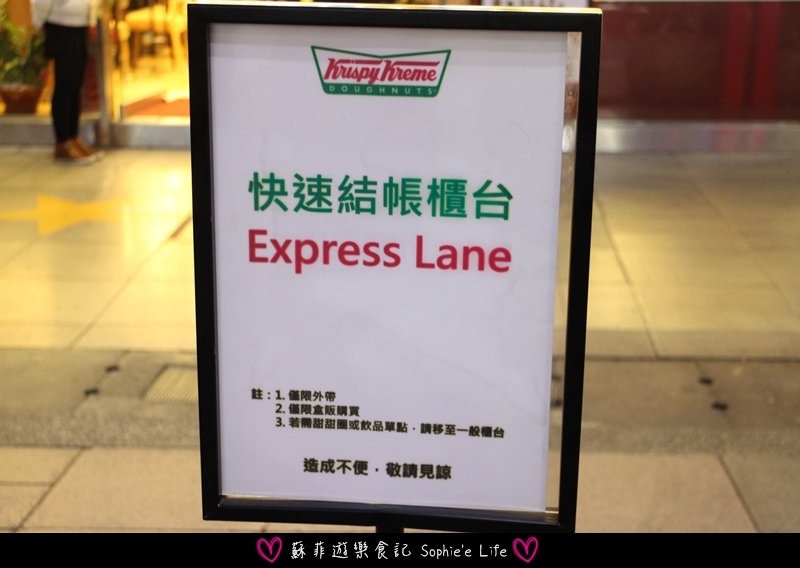 Krispy Kreme
DOUGHNUTS
快速結帳櫃台
Express Lane
註：1. 僅限外帶
2. 僅限盒販購買
3. 若需甜甜圈或飲品單點，請移至一般櫃台
造成不便，敬請見諒
蘇菲遊樂食記 Sophie'e Life